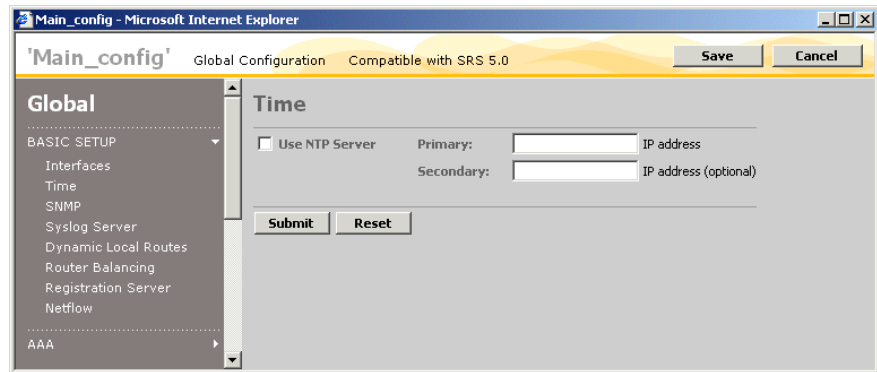 Main_config - Microsoft Internet Explorer
'Main_config' Global Configuration Compatible with SRS 5.0 Save Cancel
Global
BASIC SETUP
Interfaces
Time
SNMP
Syslog Server
Dynamic Local Routes
Router Balancing
Registration Server
Netflow
AAA
Time
Use NTP Server Primary: IP address
Secondary: IP address (optional)
Submit Reset